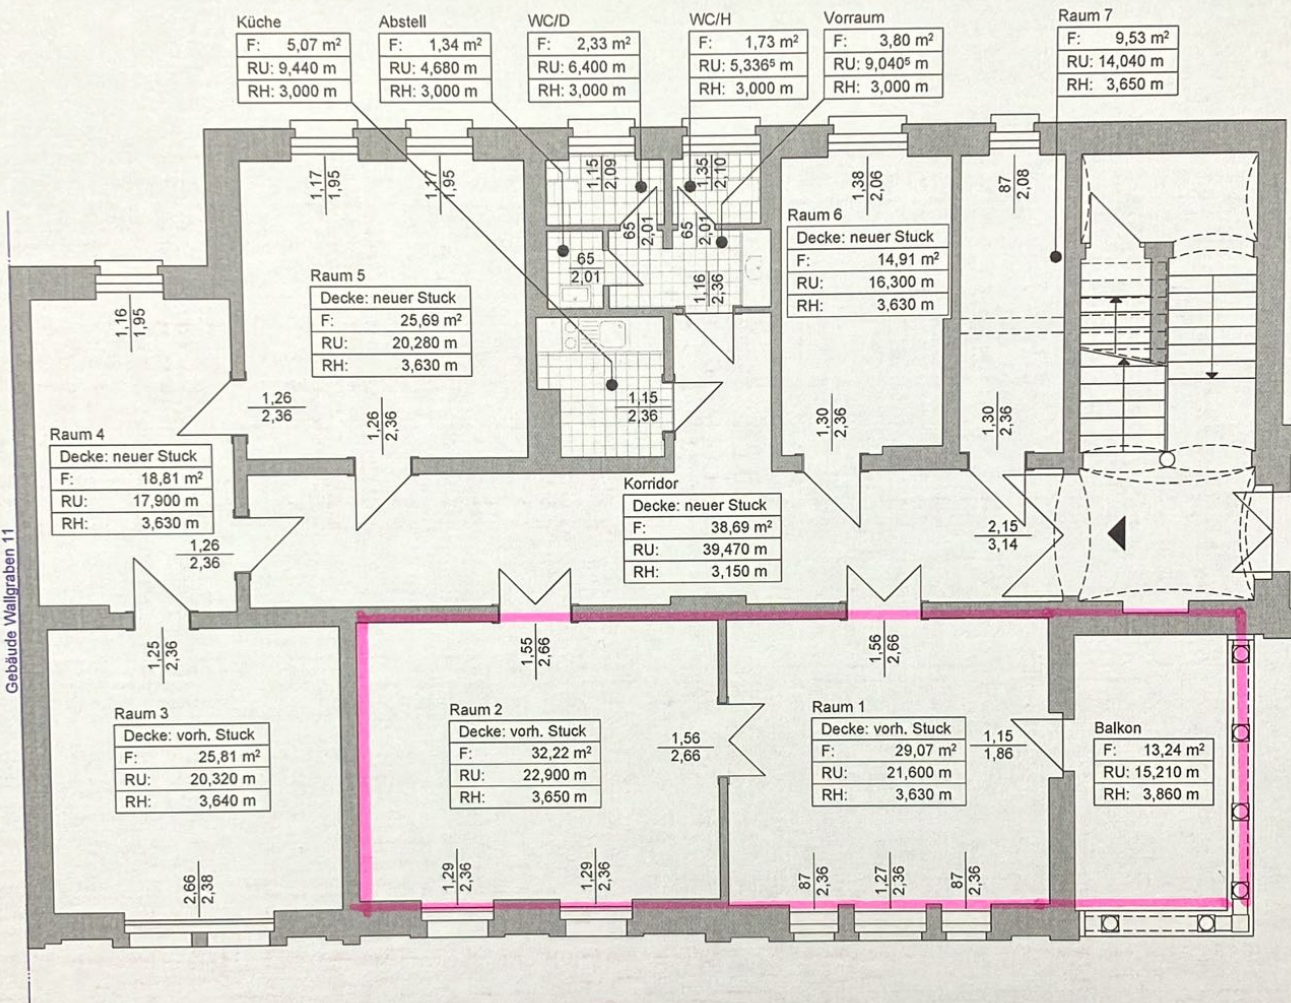 Küche
F: 5,07 m²
RU: 9,440 m
RH: 3,000 m
Abstell
F: 1,34 m²
RU: 4,680 m
RH: 3,000 m
WC/D
F: 2,33 m²
RU: 6,400 m
RH: 3,000 m
WC/H
F: 1,73 m²
RU: 5,336⁵ m
RH: 3,000 m
Vorraum
F: 3,80 m²
RU: 9,040⁵ m
RH: 3,000 m
Raum 7
F: 9,53 m²
RU: 14,040 m
RH: 3,650 m
1,17
1,95
1,17
1,95
1,15
2,09
1,35
2,10
1,38
2,06
87
2,08
65
2,01
65
2,01
65
2,01
1,16
2,36
Raum 6
Decke: neuer Stuck
F: 14,91 m²
RU: 16,300 m
RH: 3,630 m
Raum 5
Decke: neuer Stuck
F: 25,69 m²
RU: 20,280 m
RH: 3,630 m
1,16
1,95
1,26
2,36
1,26
2,36
1,15
2,36
1,30
2,36
1,30
2,36
Raum 4
Decke: neuer Stuck
F: 18,81 m²
RU: 17,900 m
RH: 3,630 m
1,26
2,36
Korridor
Decke: neuer Stuck
F: 38,69 m²
RU: 39,470 m
RH: 3,150 m
2,15
3,14
Gebäude Wallgraben 11
1,25
2,36
1,55
2,66
1,56
2,66
Raum 3
Decke: vorh. Stuck
F: 25,81 m²
RU: 20,320 m
RH: 3,640 m
Raum 2
Decke: vorh. Stuck
F: 32,22 m²
RU: 22,900 m
RH: 3,650 m
1,56
2,66
Raum 1
Decke: vorh. Stuck
F: 29,07 m²
RU: 21,600 m
RH: 3,630 m
1,15
1,86
Balkon
F: 13,24 m²
RU: 15,210 m
RH: 3,860 m
2,66
2,38
1,29
2,36
1,29
2,36
87
2,36
1,27
2,36
87
2,36